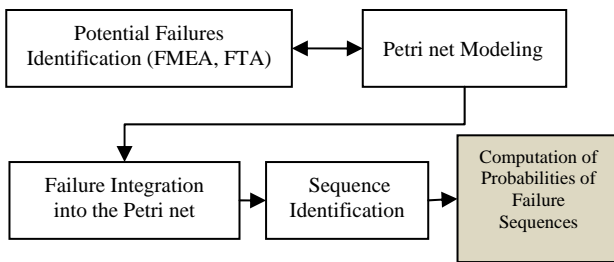 Potential Failures
Identification (FMEA, FTA)
Petri net Modeling
Failure Integration
into the Petri net
Sequence
Identification
Computation of
Probabilities of
Failure
Sequences